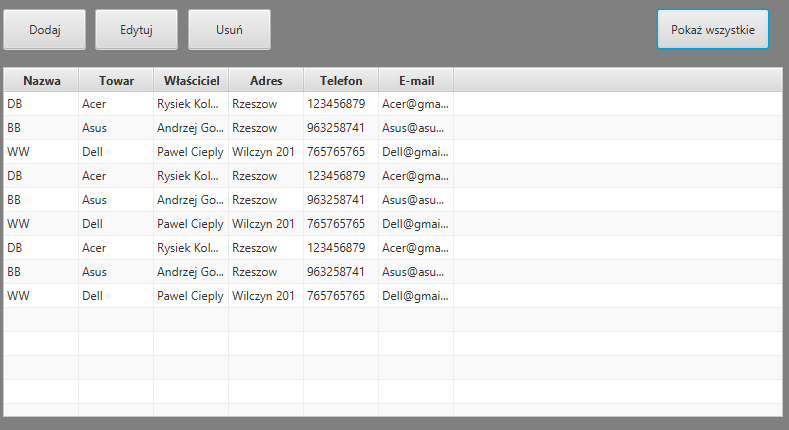 Dodaj Edytuj Usuń Pokaż wszystkie
Nazwa Towar Właściciel Adres Telefon E-mail
DB Acer Rysiek Kol... Rzeszow 123456879 Acer@gma...
BB Asus Andrzej Go... Rzeszow 963258741 Asus@asu...
WW Dell Pawel Cieply Wilczyn 201 765765765 Dell@gmai...
DB Acer Rysiek Kol... Rzeszow 123456879 Acer@gma...
BB Asus Andrzej Go... Rzeszow 963258741 Asus@asu...
WW Dell Pawel Cieply Wilczyn 201 765765765 Dell@gmai...
DB Acer Rysiek Kol... Rzeszow 123456879 Acer@gma...
BB Asus Andrzej Go... Rzeszow 963258741 Asus@asu...
WW Dell Pawel Cieply Wilczyn 201 765765765 Dell@gmai...